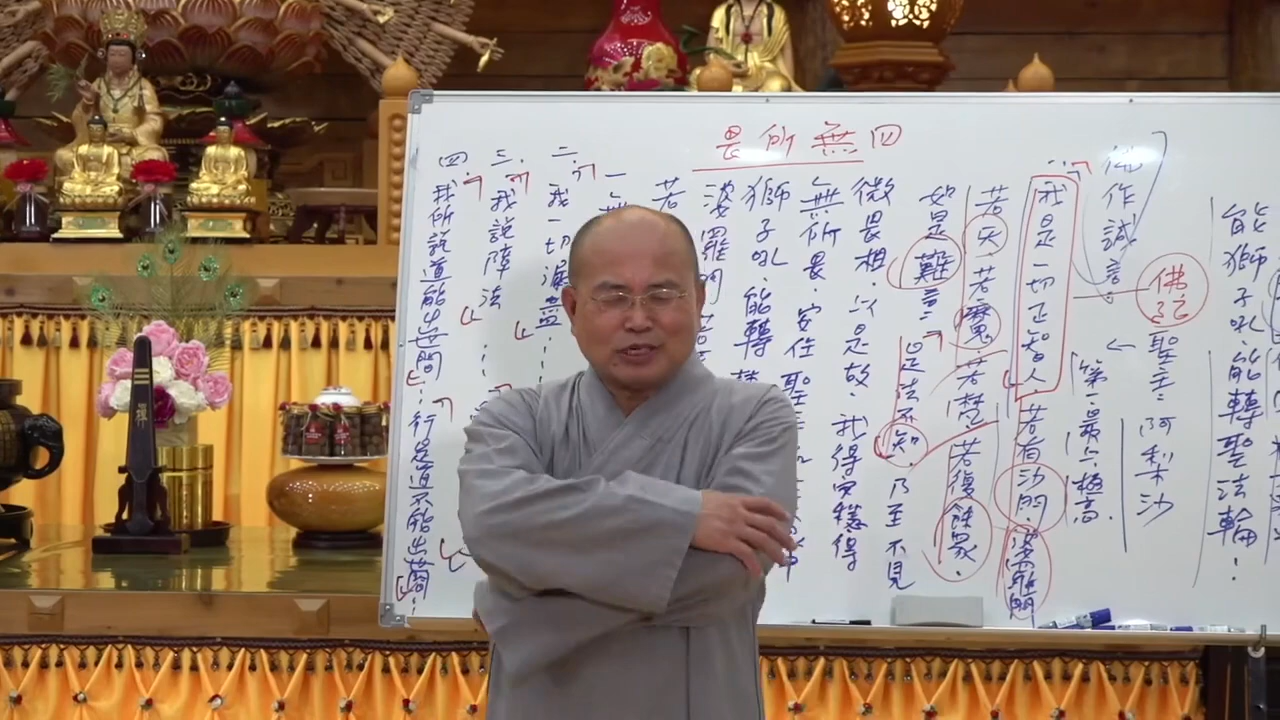 四無所畏
能獅子吼、能轉聖法輪.
佛
聖主. 阿梨沙
作誠言.
第一最上極高.
我是一切正智人 若有沙門. 婆羅門
若天 若魔 若梵 若復餘眾.
如是難言
是法不知. 乃至不見
微畏相. 以是故. 我得安穩得
無所畏. 安住聖
獅子吼. 能轉
婆羅門
若
一
二. 我一切漏盡…
三. 我說障法…
四. 我所說道能出世間. 行是道不能出世間
禪